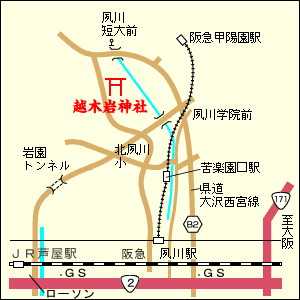 夙川
短大前
阪急甲陽園駅
越木岩神社
夙川学院前
岩園
トンネル
北夙川
小
苦楽園口駅
県道
大沢西宮線
171
82
至大阪
JR芦屋駅
阪急
夙川駅
.GS
.GS
2
ローソン